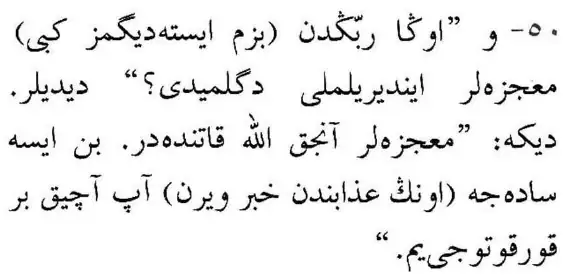 ۵۰- و ”اوڭا ربّڭدن (بزم ایسته‌دیگمز کبی)
معجزه‌لر ایندیریلملی دگلمیدی؟“ دیدیلر.
دیکه: ”معجزه‌لر آنجق الله قاتنده‌در. بن ایسه
ساده‌جه (اونڭ عذابندن خبر ویرن) آپ آچیق بر
قورقوتوجی‌یم.“